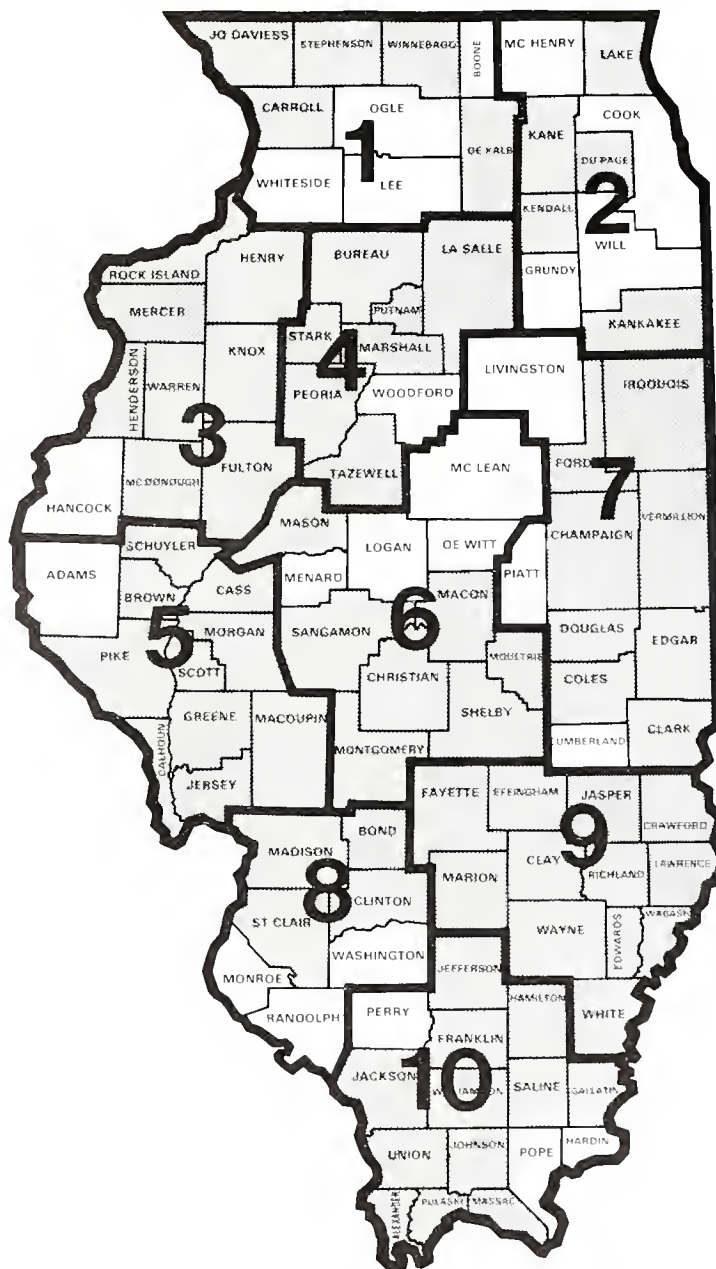 JO DAVIESS
STEPHENSON
WINNEBAGO
BOONE
MC HENRY
LAKE
CARROLL
OGLE
DE KALB
KANE
COOK
DU PAGE
1
WHITESIDE
LEE
2
KENDALL
WILL
GRUNDY
KANKAKEE
ROCK ISLAND
HENRY
BUREAU
LA SALLE
PUTNAM
MERCER
STARK
MARSHALL
KNOX
4
HENDERSON
WARREN
PEORIA
WOODFORD
LIVINGSTON
IROQUOIS
3
FULTON
TAZEWELL
MC LEAN
FORD
7
HANCOCK
MC DONOUGH
MASON
CHAMPAIGN
VERMILLION
SCHUYLER
LOGAN
DE WITT
ADAMS
BROWN
CASS
MENARD
MACON
PIATT
5
MORGAN
SANGAMON
6
DOUGLAS
EDGAR
PIKE
SCOTT
CHRISTIAN
MOULTRIE
COLES
GREENE
MACOUPIN
SHELBY
CALHOUN
MONTGOMERY
CUMBERLAND
CLARK
JERSEY
FAYETTE
EFFINGHAM
JASPER
CRAWFORD
MADISON
BOND
9
8
CLAY
RICHLAND
LAWRENCE
MARION
CLINTON
ST CLAIR
WAYNE
EDWARDS
WABASH
WASHINGTON
MONROE
JEFFERSON
RANDOLPH
PERRY
HAMILTON
WHITE
FRANKLIN
JACKSON
10
WILLIAMSON
SALINE
GALLATIN
UNION
JOHNSON
POPE
HARDIN
ALEXANDER
PULASKI
MASSAC